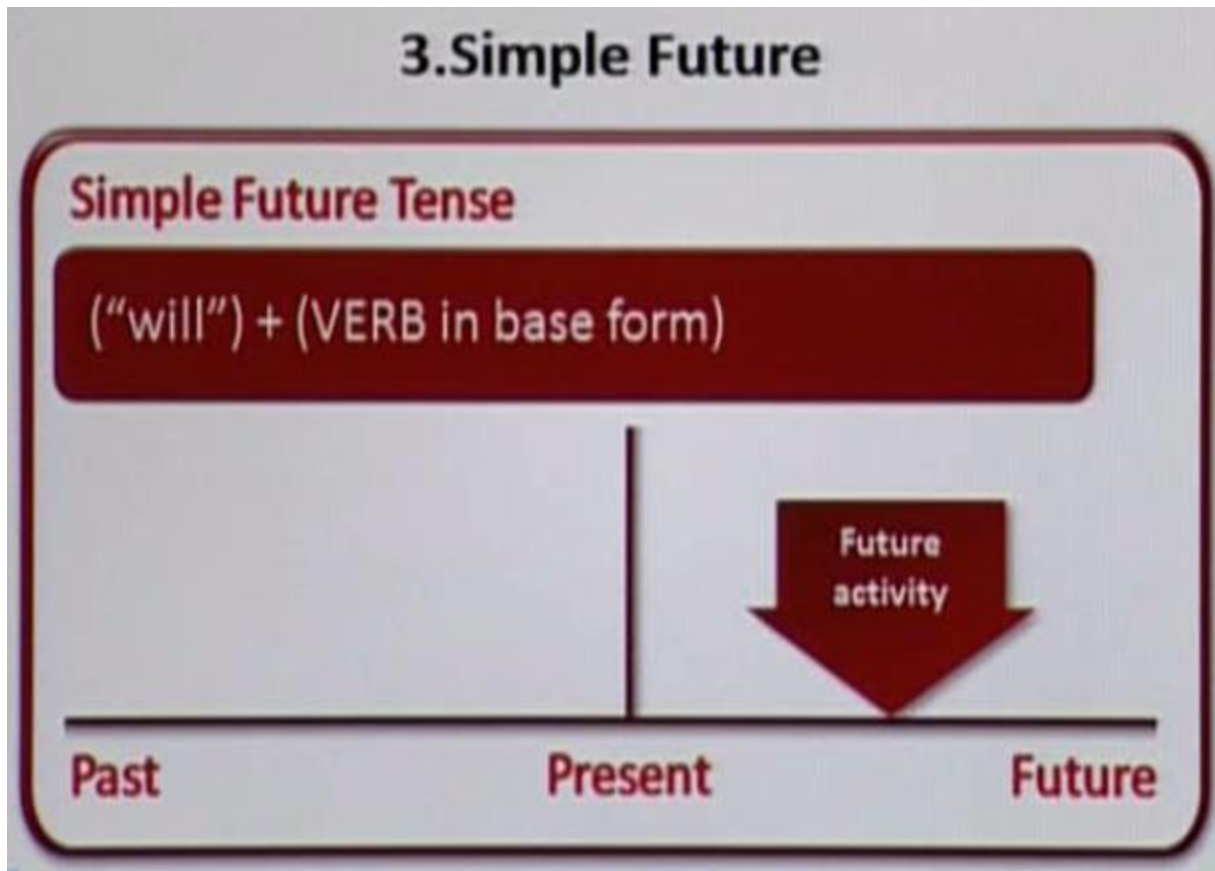 3.Simple Future
Simple Future Tense
(“will”) + (VERB in base form)
Future
activity
Past
Present
Future